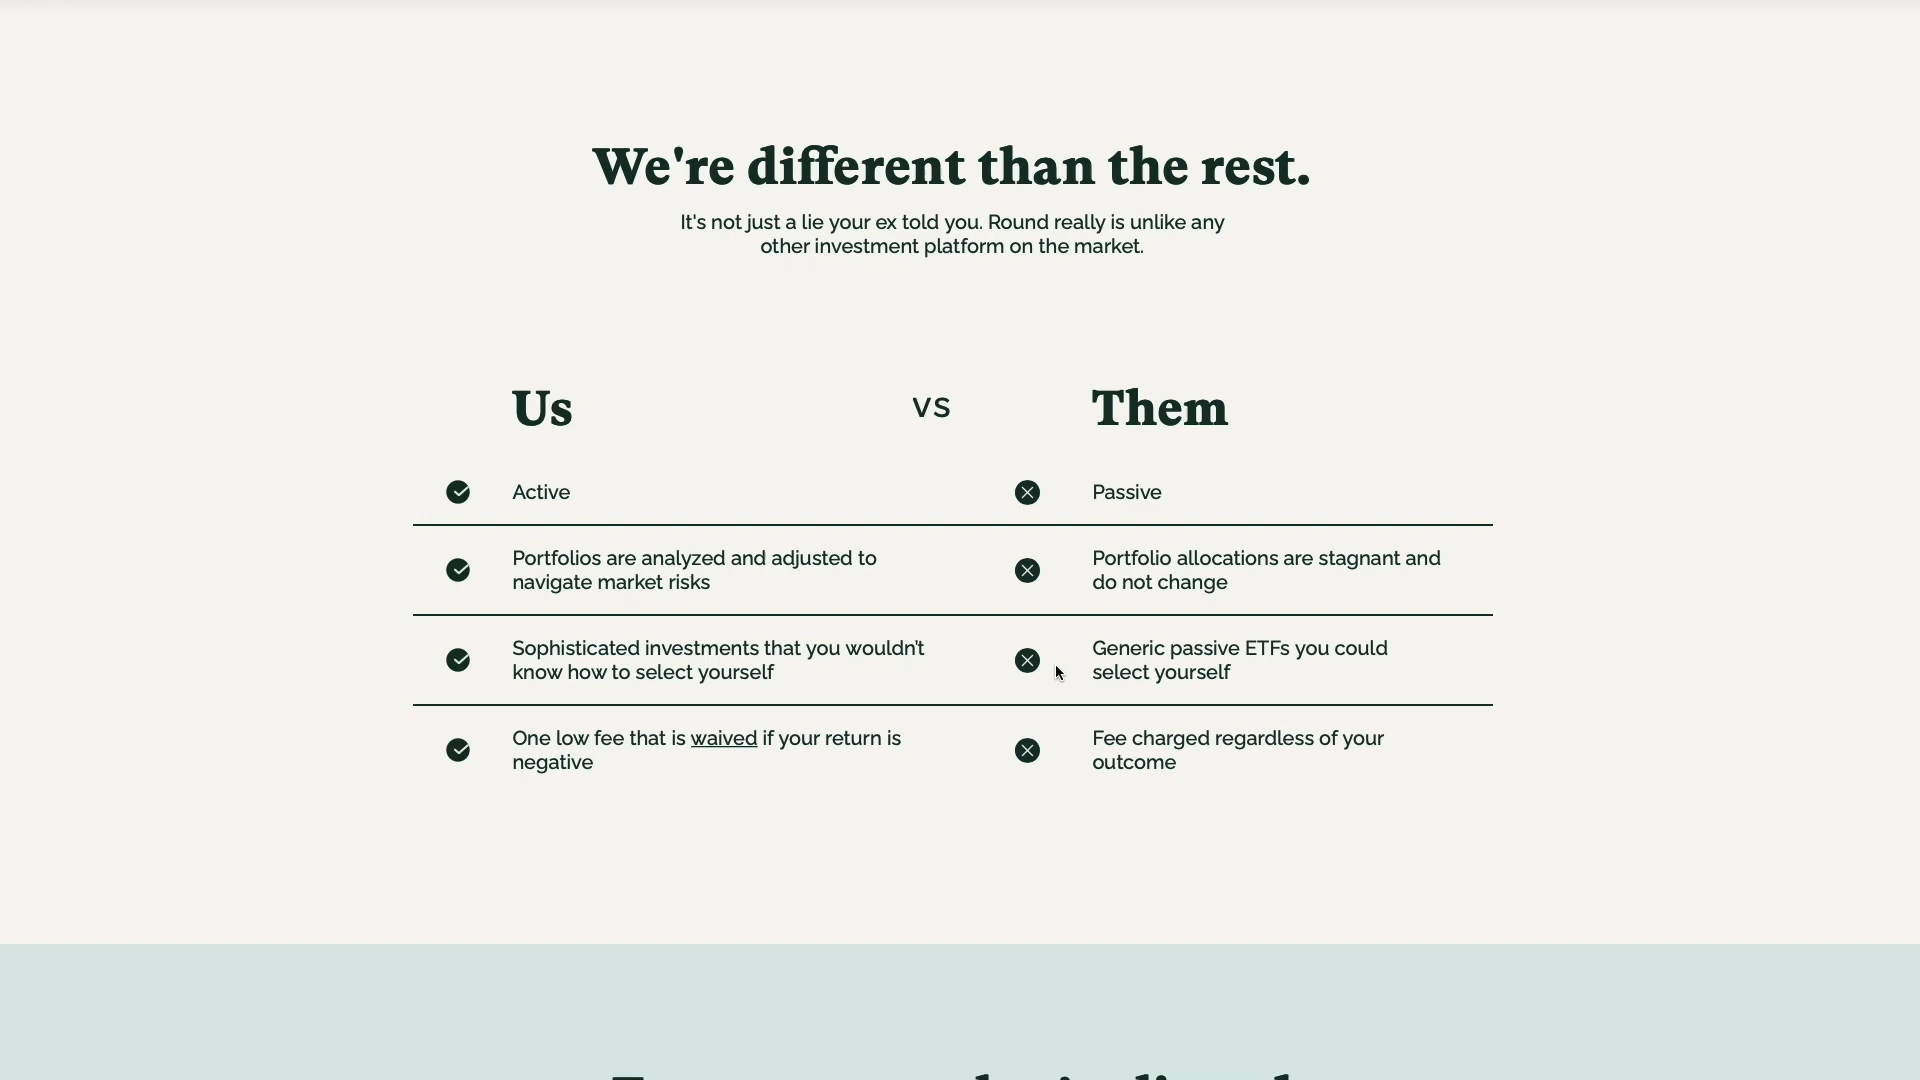 We're different than the rest.
It's not just a lie your ex told you. Round really is unlike any
other investment platform on the market.
Us
vs
Them
Active
Passive
Portfolios are analyzed and adjusted to
navigate market risks
Portfolio allocations are stagnant and
do not change
Sophisticated investments that you wouldn't
know how to select yourself
Generic passive ETFs you could
select yourself
One low fee that is waived if your return is
negative
Fee charged regardless of your
outcome